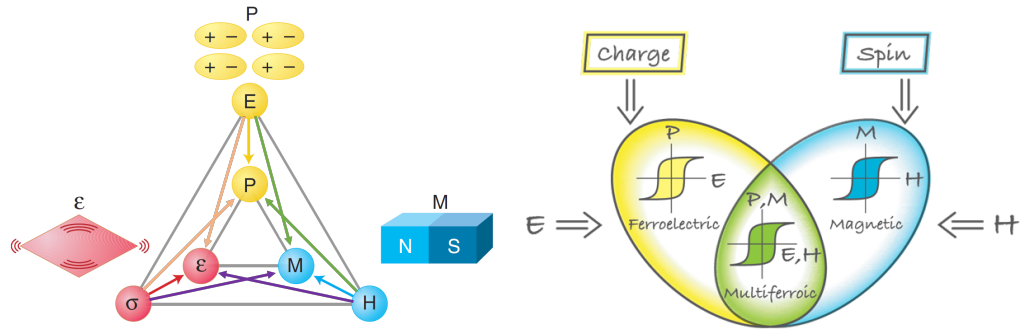 P
+ − + −
+ − + −
E
P
ε
M
N S
ε M
σ H
Charge Spin
P M
E H
Ferroelectric Magnetic
E H
P,M
E,H
Multiferroic